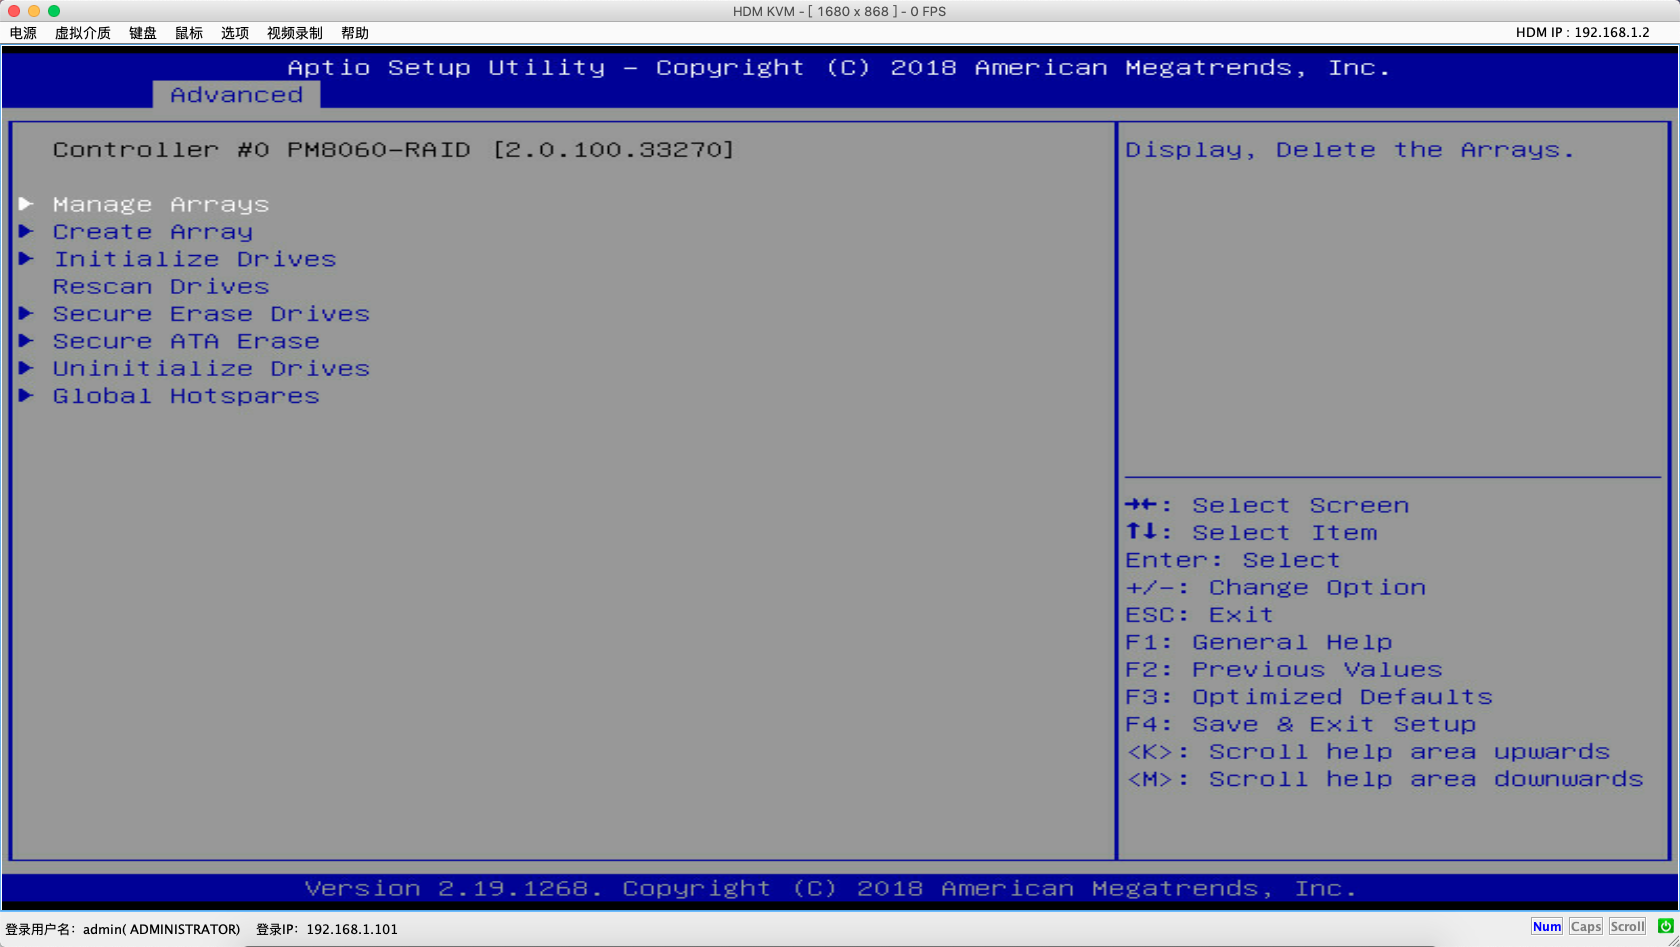 HDM KVM - [ 1680 x 868 ] - 0 FPS
电源 虚拟介质 键盘 鼠标 选项 视频录制 帮助 HDM IP : 192.168.1.2
Aptio Setup Utility – Copyright (C) 2018 American Megatrends, Inc.
Advanced
Controller #0 PM8060-RAID [2.0.100.33270]
Manage Arrays
Create Array
Initialize Drives
Rescan Drives
Secure Erase Drives
Secure ATA Erase
Uninitialize Drives
Global Hotspares
Display, Delete the Arrays.
→←: Select Screen
↑↓: Select Item
Enter: Select
+/-: Change Option
ESC: Exit
F1: General Help
F2: Previous Values
F3: Optimized Defaults
F4: Save & Exit Setup
<K>: Scroll help area upwards
<M>: Scroll help area downwards
Version 2.19.1268. Copyright (C) 2018 American Megatrends, Inc.
登录用户名: admin( ADMINISTRATOR) 登录IP: 192.168.1.101 Num Caps Scroll